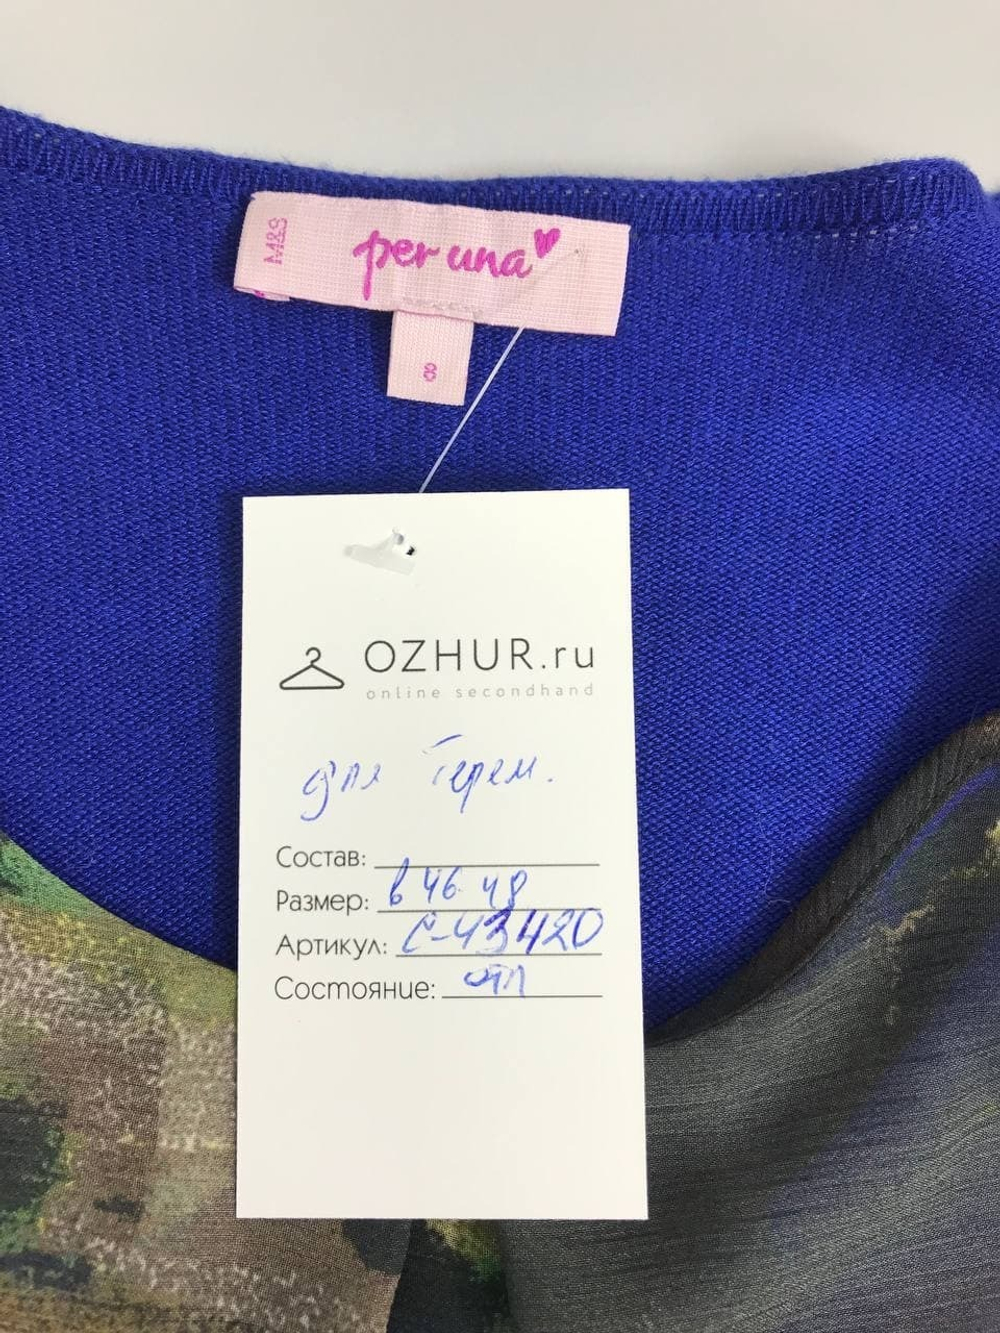 M&S
per una
8
OZHUR.ru
online secondhand
для берем.
Состав:
Размер: в 46 48
Артикул: С-43420
Состояние: отл